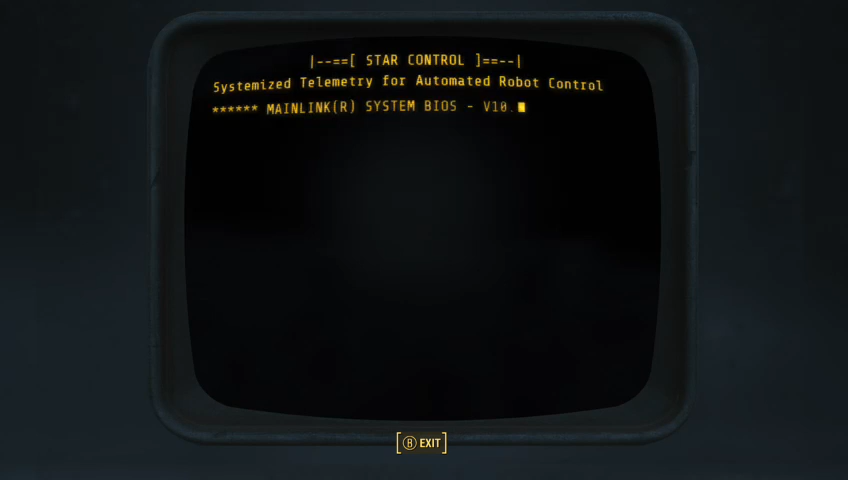 |--==[ STAR CONTROL ]==--|
Systemized Telemetry for Automated Robot Control
****** MAINLINK(R) SYSTEM BIOS - V10.
[Ⓑ EXIT]